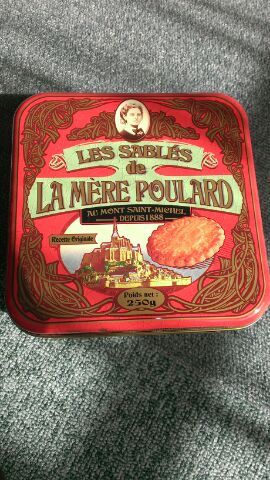 LES SABLÉS
de
LA MÈRE POULARD
AU MONT SAINT-MICHEL
DEPUIS 1888
Recette Originale
Poids net :
250g